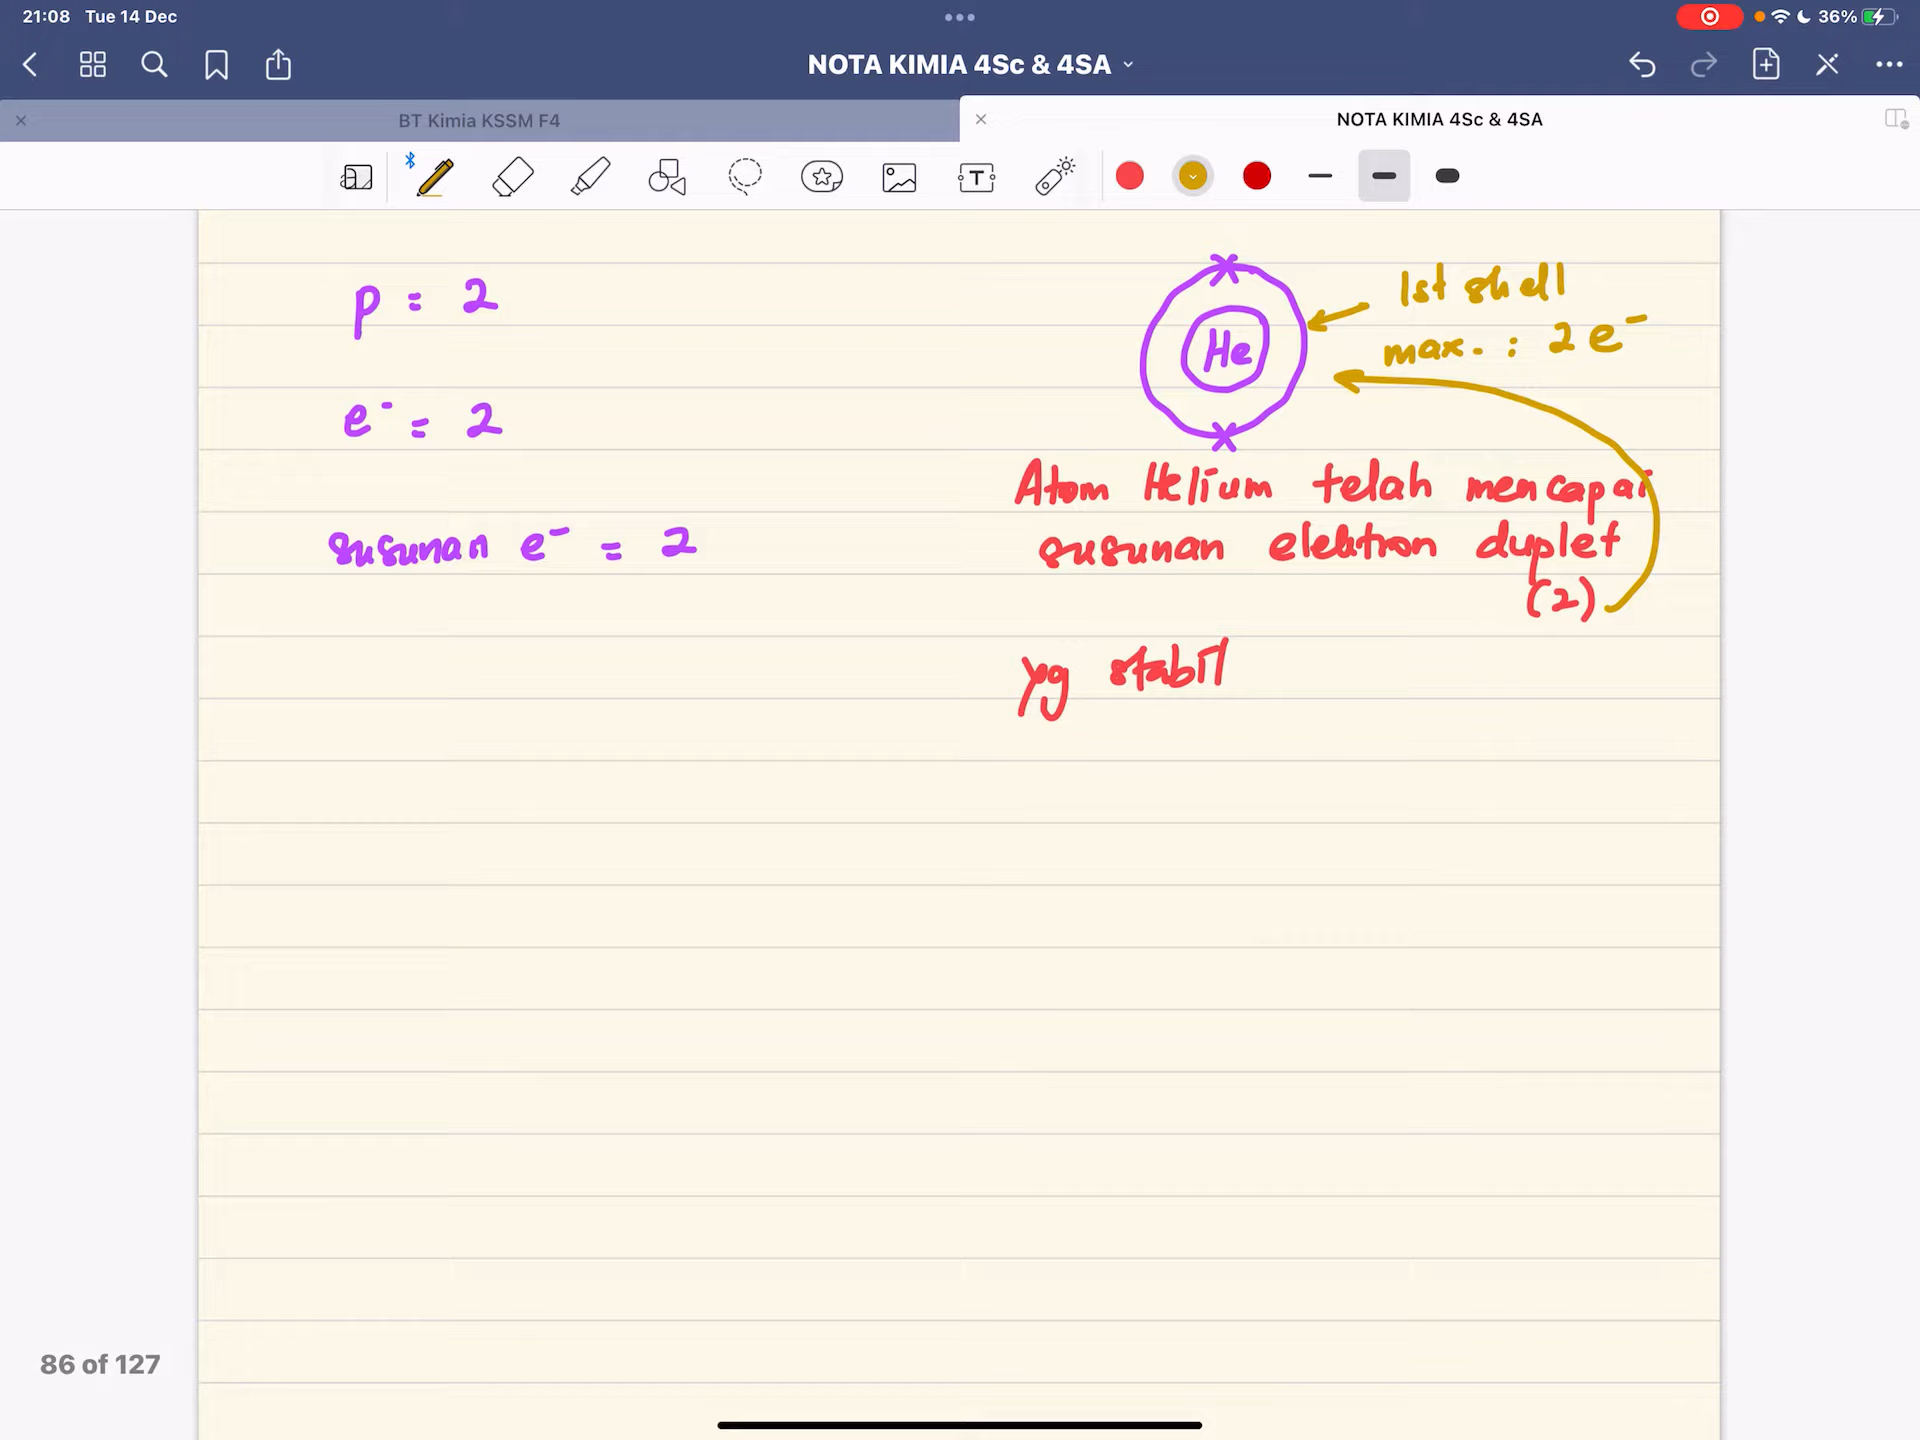 21:08 Tue 14 Dec
36%
NOTA KIMIA 4Sc & 4SA
BT Kimia KSSM F4
NOTA KIMIA 4Sc & 4SA
p = 2
e⁻ = 2
susunan e⁻ = 2
He
1st shell
max. : 2 e⁻
Atom Helium telah mencapai
susunan elektron duplet
(2)
yg stabil
86 of 127